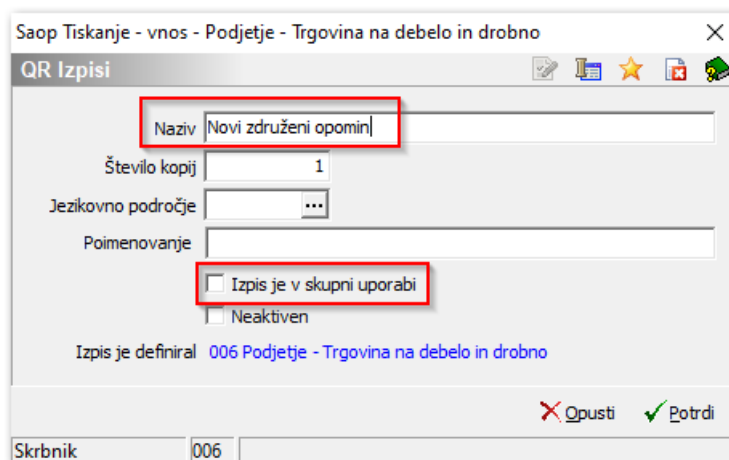 Saop Tiskanje - vnos - Podjetje - Trgovina na debelo in drobno
QR Izpisi
Naziv Novi združeni opomin
Število kopij 1
Jezikovno področje ...
Poimenovanje
Izpis je v skupni uporabi
Neaktiven
Izpis je definiral 006 Podjetje - Trgovina na debelo in drobno
Opusti Potrdi
Skrbnik 006